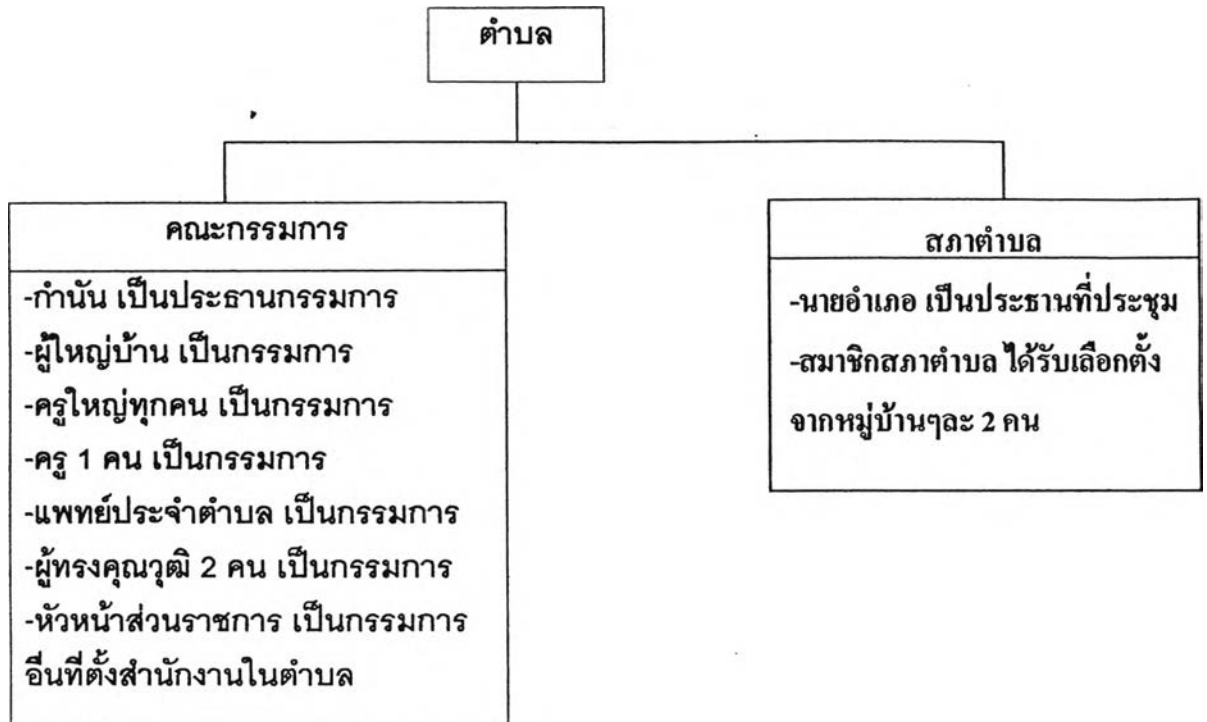 ตำบล
คณะกรรมการ
-กำนัน เป็นประธานกรรมการ
-ผู้ใหญ่บ้าน เป็นกรรมการ
-ครูใหญ่ทุกคน เป็นกรรมการ
-ครู 1 คน เป็นกรรมการ
-แพทย์ประจำตำบล เป็นกรรมการ
-ผู้ทรงคุณวุฒิ 2 คน เป็นกรรมการ
-หัวหน้าส่วนราชการ เป็นกรรมการ
อื่นที่ตั้งสำนักงานในตำบล
สภาตำบล
-นายอำเภอ เป็นประธานที่ประชุม
-สมาชิกสภาตำบล ได้รับเลือกตั้ง
จากหมู่บ้านๆละ 2 คน